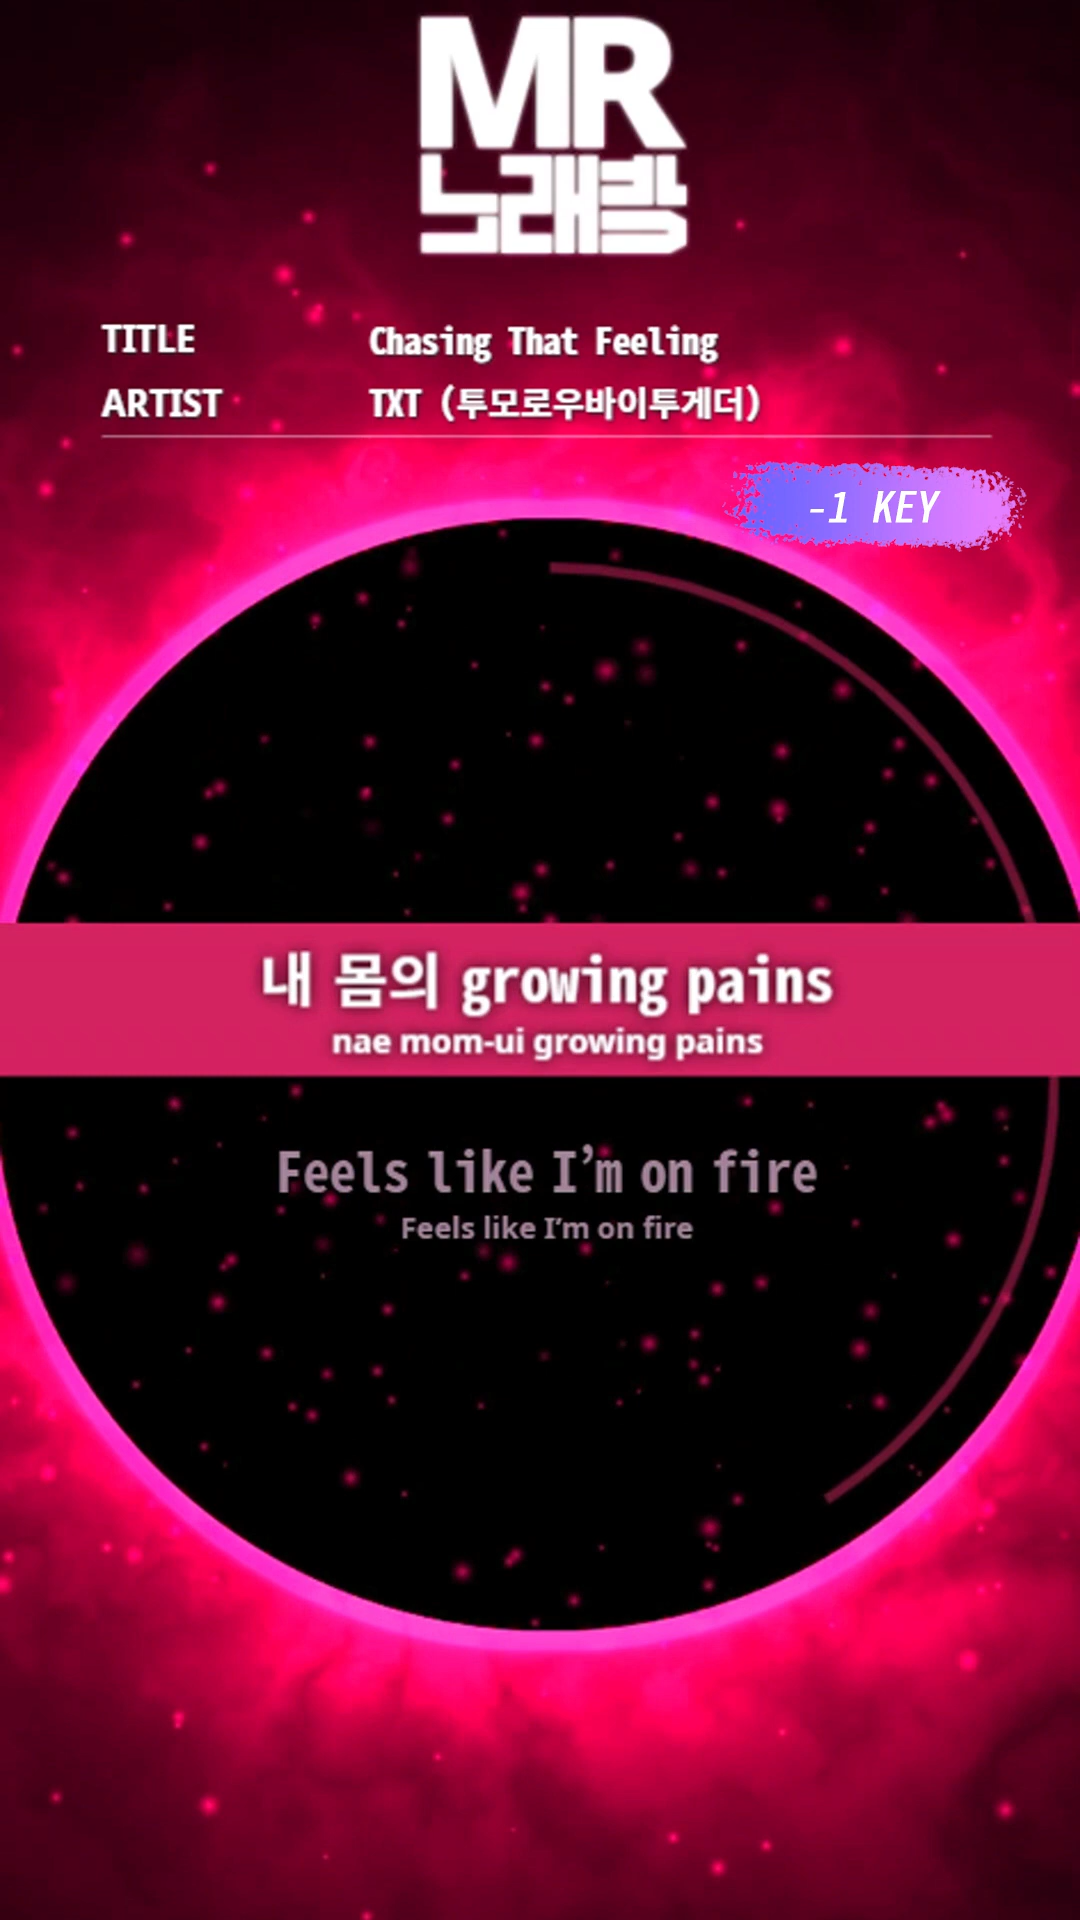 MR
노래방
TITLE Chasing That Feeling
ARTIST TXT (투모로우바이투게더)
-1 KEY
내 몸의 growing pains
nae mom-ui growing pains
Feels like I’m on fire
Feels like I’m on fire